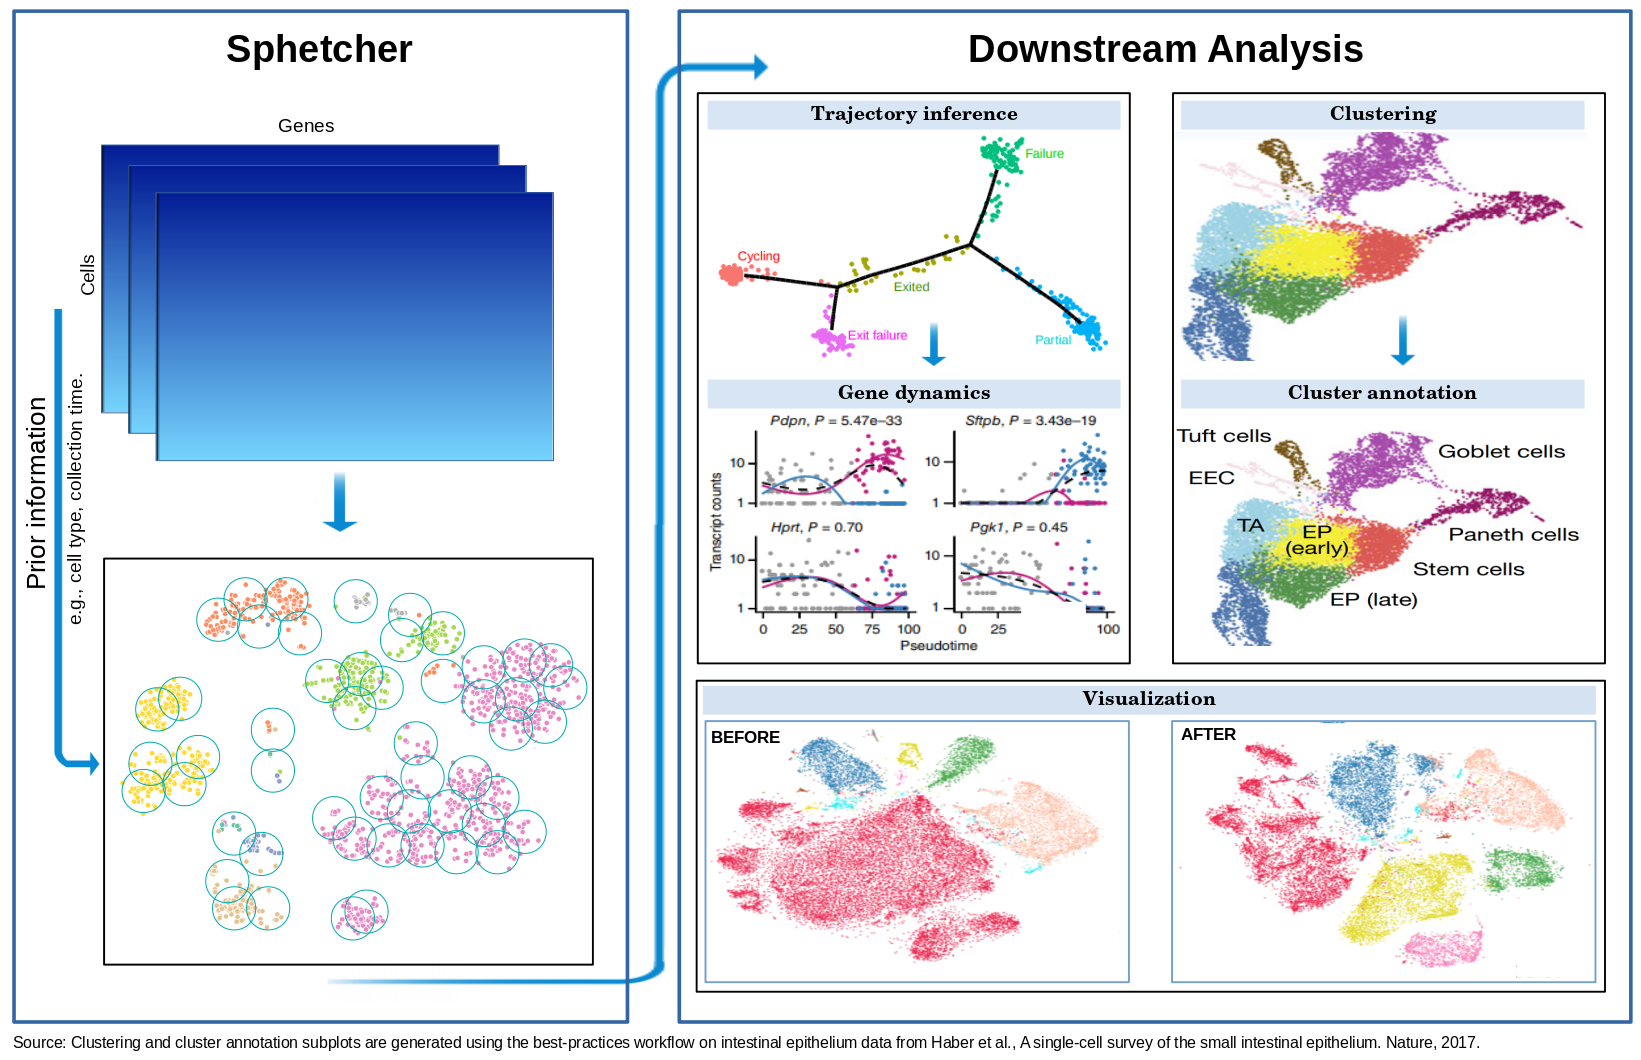 Sphetcher
Genes
Cells
Prior information
e.g., cell type, collection time.
Downstream Analysis
Trajectory inference
Failure
Cycling
Exited
Exit failure
Partial
Gene dynamics
Pdpn, P = 5.47e–33
Sftpb, P = 3.43e–19
10
1
10
1
Transcript counts
Hprt, P = 0.70
Pgk1, P = 0.45
10
1
10
1
0 25 50 75 100
0 25 100
Pseudotime
Clustering
Cluster annotation
Tuft cells
Goblet cells
EEC
TA
EP
(early)
Paneth cells
Stem cells
EP (late)
Visualization
BEFORE
AFTER
Source: Clustering and cluster annotation subplots are generated using the best-practices workflow on intestinal epithelium data from Haber et al., A single-cell survey of the small intestinal epithelium. Nature, 2017.